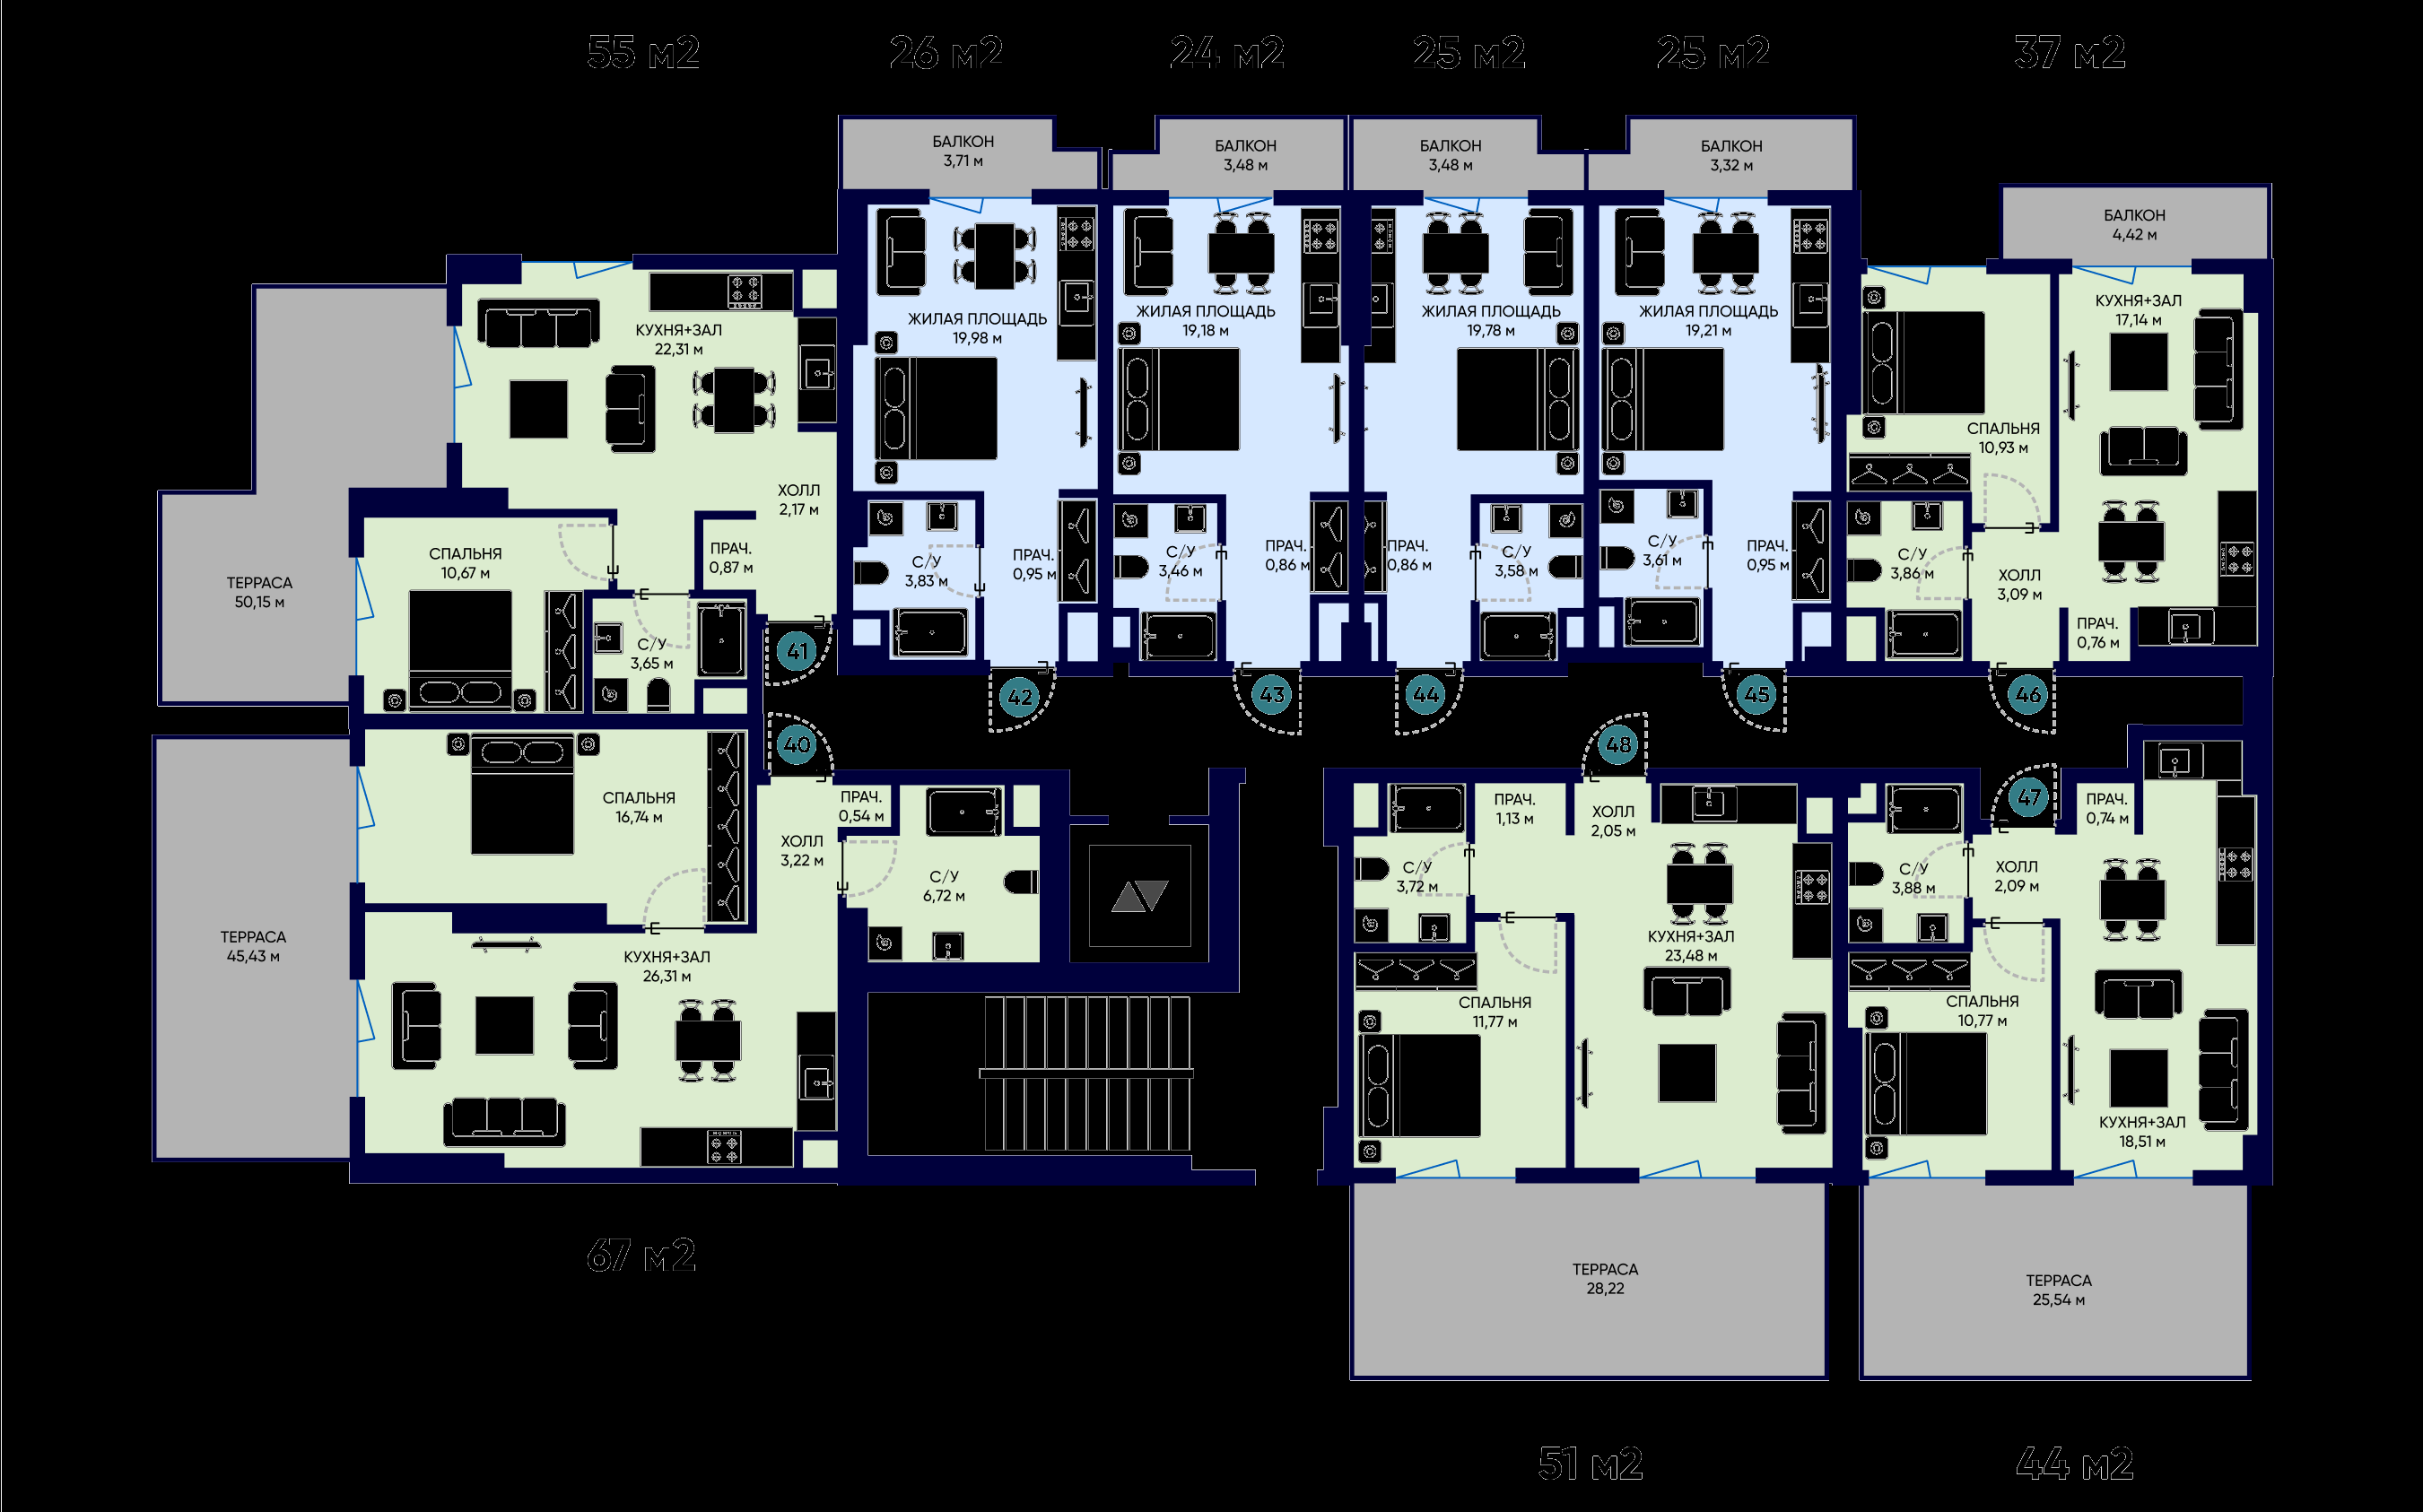 55 м2
26 м2
24 м2
25 м2
25 м2
37 м2
БАЛКОН
3,71 м
БАЛКОН
3,48 м
БАЛКОН
3,48 м
БАЛКОН
3,32 м
БАЛКОН
4,42 м
КУХНЯ+ЗАЛ
22,31 м
ЖИЛАЯ ПЛОЩАДЬ
19,98 м
ЖИЛАЯ ПЛОЩАДЬ
19,18 м
ЖИЛАЯ ПЛОЩАДЬ
19,78 м
ЖИЛАЯ ПЛОЩАДЬ
19,21 м
КУХНЯ+ЗАЛ
17,14 м
СПАЛЬНЯ
10,93 м
ХОЛЛ
2,17 м
ТЕРРАСА
50,15 м
СПАЛЬНЯ
10,67 м
ПРАЧ.
0,87 м
С/У
3,65 м
С/У
3,83 м
ПРАЧ.
0,95 м
С/У
3,46 м
ПРАЧ.
0,86 м
ПРАЧ.
0,86 м
С/У
3,58 м
С/У
3,61 м
ПРАЧ.
0,95 м
С/У
3,86 м
ХОЛЛ
3,09 м
ПРАЧ.
0,76 м
41
42
43
44
45
46
40
48
47
СПАЛЬНЯ
16,74 м
ПРАЧ.
0,54 м
ХОЛЛ
3,22 м
С/У
6,72 м
ТЕРРАСА
45,43 м
КУХНЯ+ЗАЛ
26,31 м
ПРАЧ.
1,13 м
ХОЛЛ
2,05 м
С/У
3,72 м
КУХНЯ+ЗАЛ
23,48 м
СПАЛЬНЯ
11,77 м
ПРАЧ.
0,74 м
С/У
3,88 м
ХОЛЛ
2,09 м
СПАЛЬНЯ
10,77 м
КУХНЯ+ЗАЛ
18,51 м
ТЕРРАСА
28,22
ТЕРРАСА
25,54 м
67 м2
51 м2
44 м2